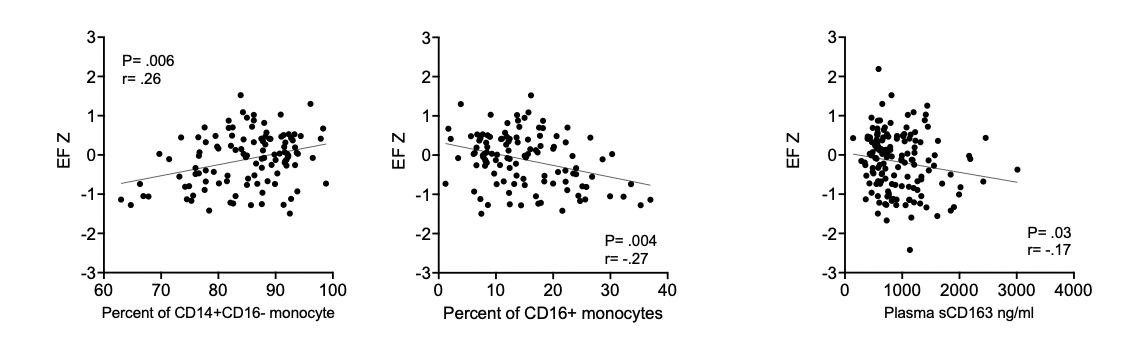 3
2
1
0
-1
-2
-3
EF Z
P= .006
r= .26
60 70 80 90 100
Percent of CD14+CD16- monocyte
3
2
1
0
-1
-2
-3
EF Z
P= .004
r= -.27
0 10 20 30 40
Percent of CD16+ monocytes
3
2
1
0
-1
-2
-3
EF Z
P= .03
r= -.17
0 1000 2000 3000 4000
Plasma sCD163 ng/ml